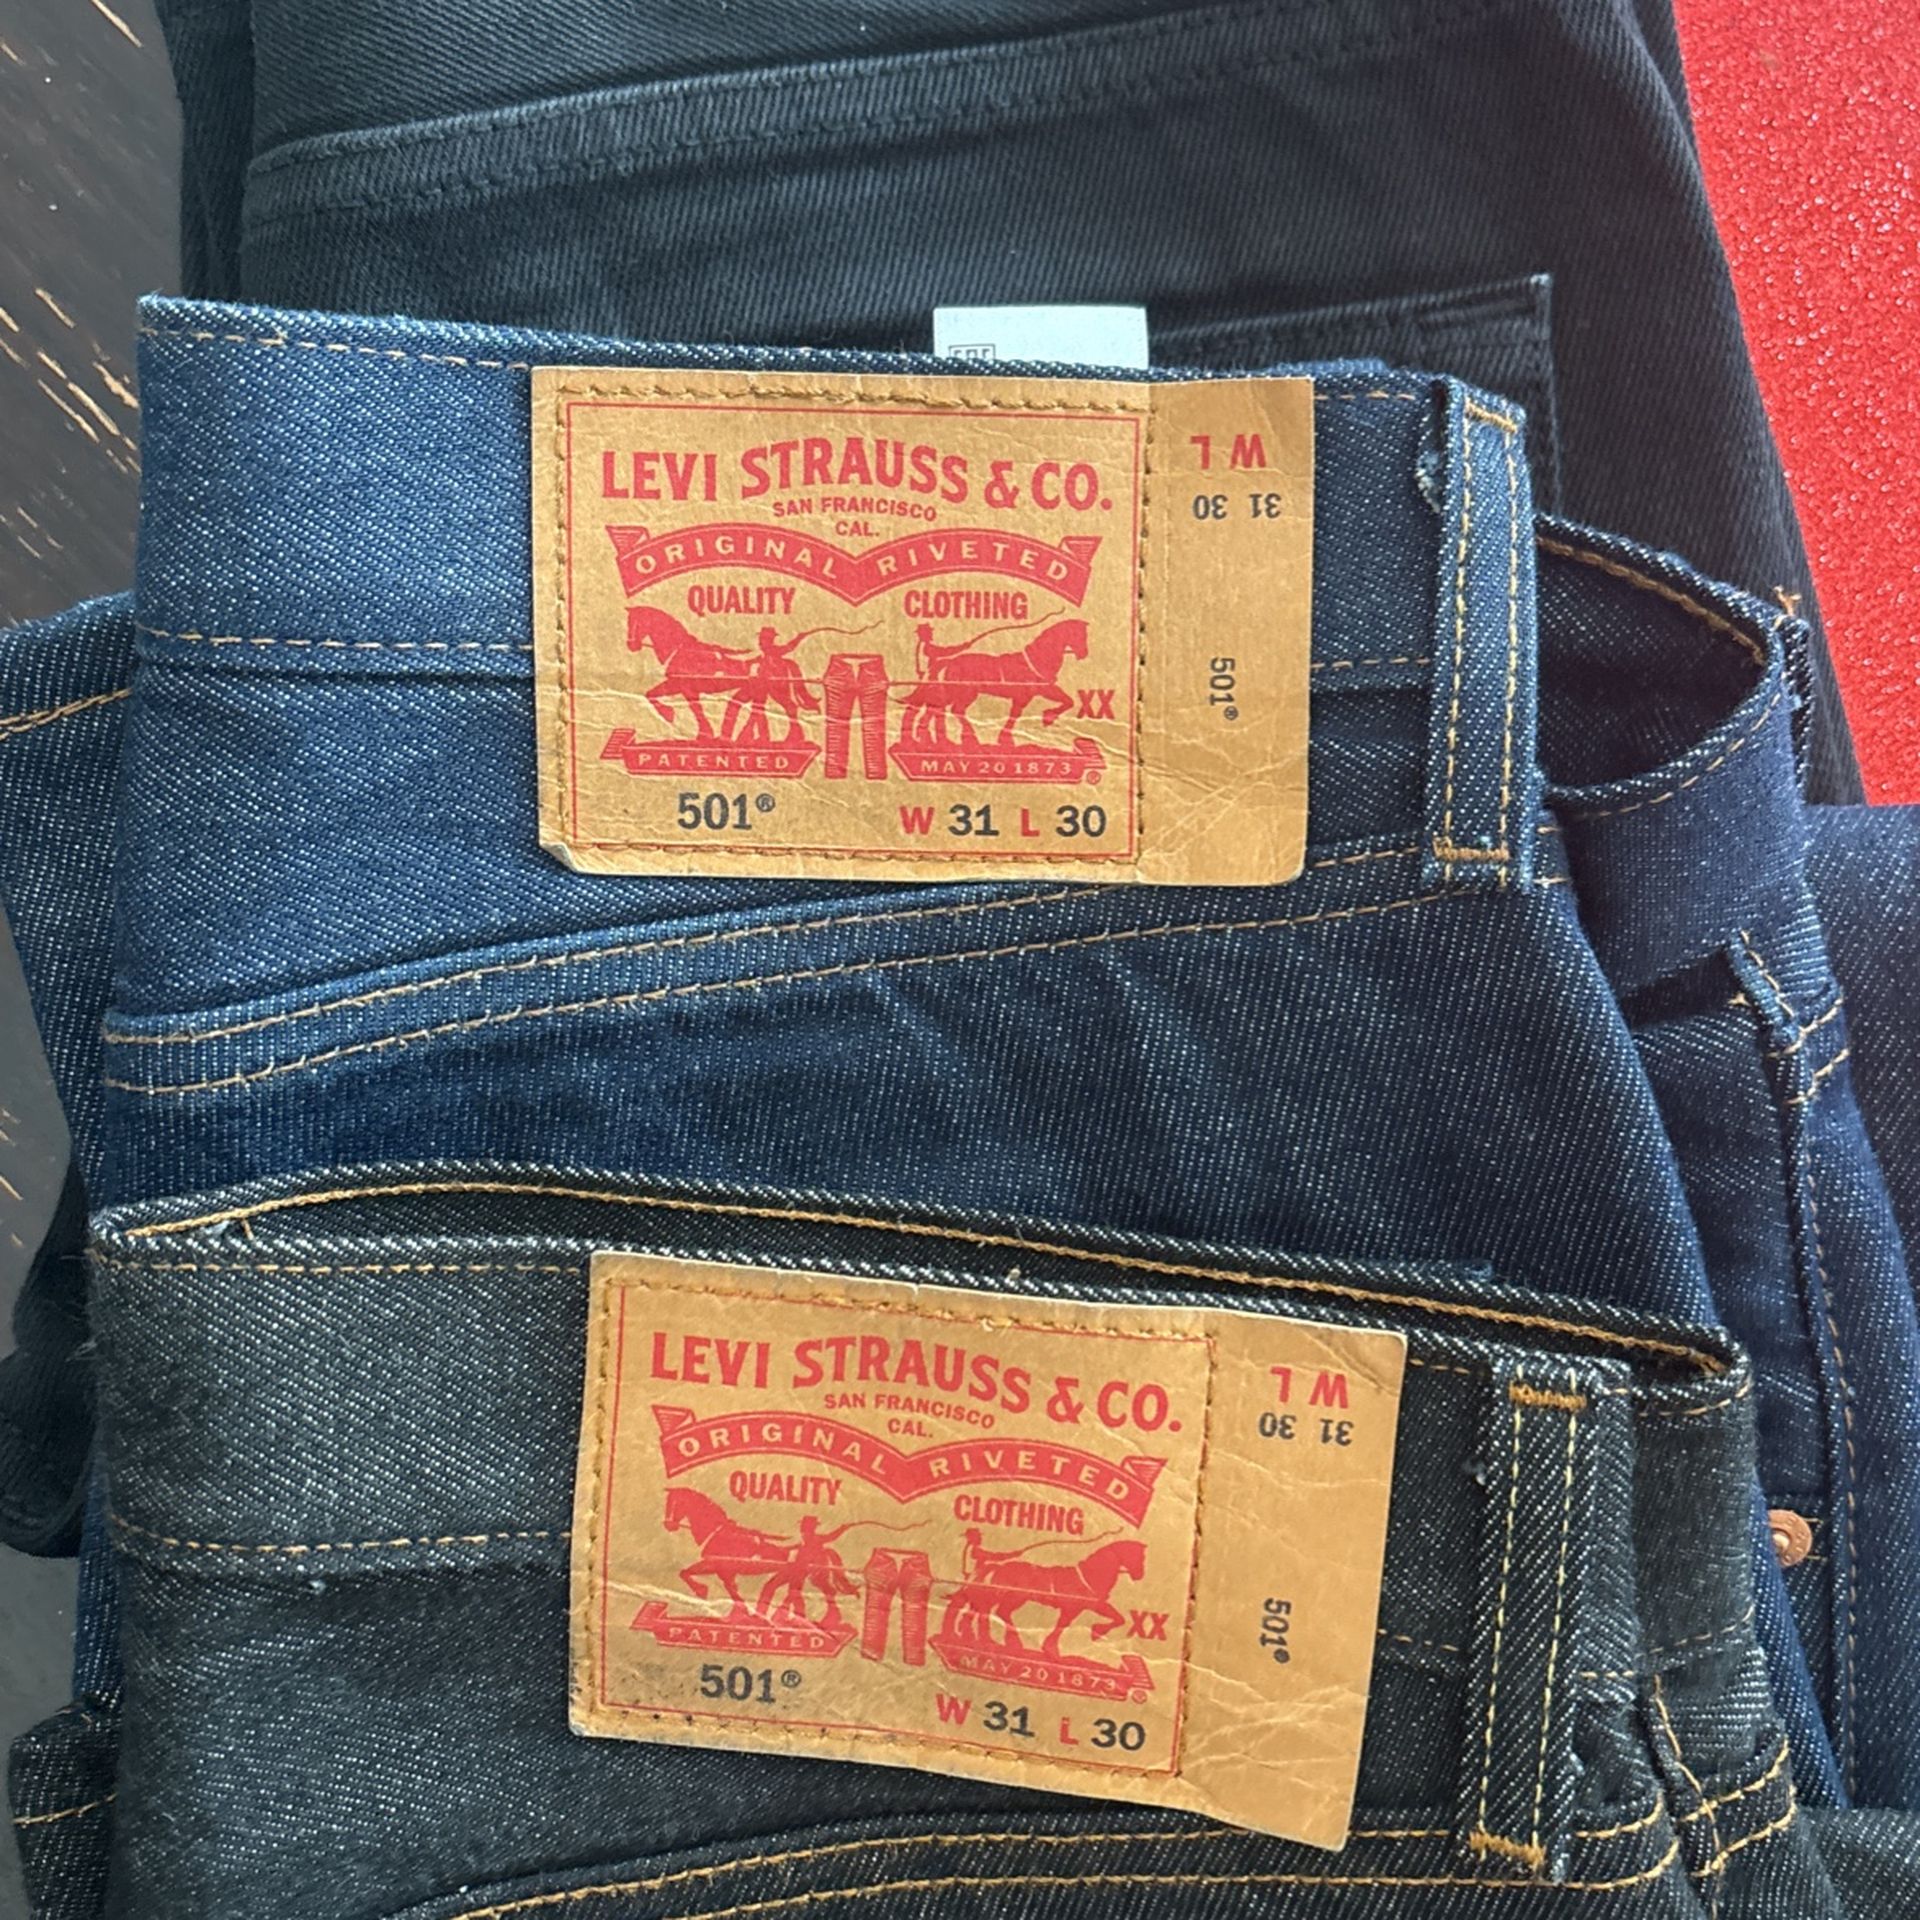 LEVI STRAUSS & CO.
SAN FRANCISCO
CAL.
ORIGINAL RIVETED
QUALITY CLOTHING
XX
PATENTED MAY 20 1873 ®
501® W 31 L 30
W L
31 30
501®
LEVI STRAUSS & CO.
SAN FRANCISCO
CAL.
ORIGINAL RIVETED
QUALITY CLOTHING
XX
PATENTED MAY 20 1873 ®
501® W 31 L 30
W L
31 30
501®